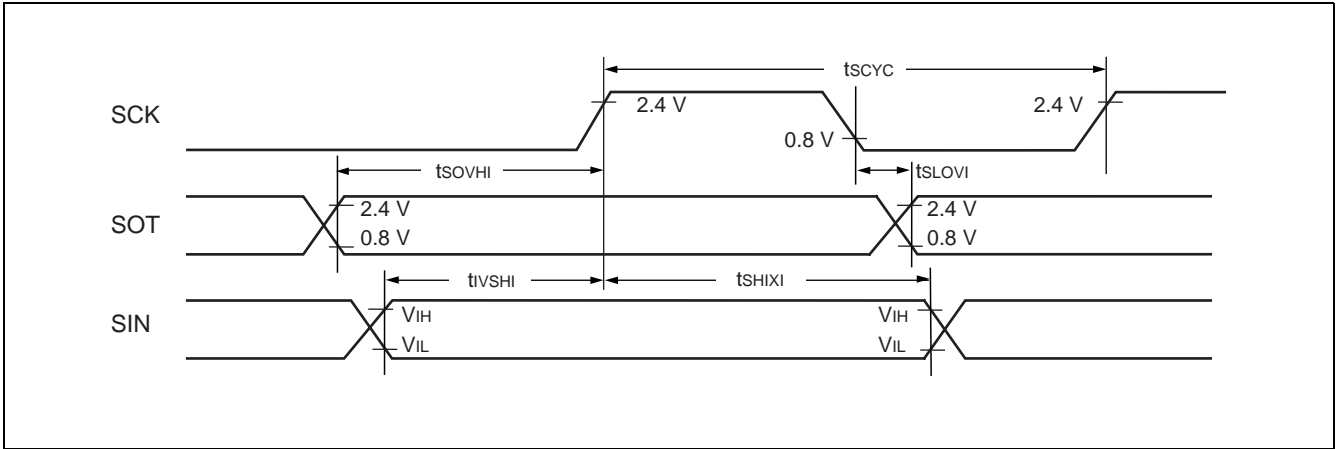 tSCYC
SCK
2.4 V
2.4 V
0.8 V
tSOVHI
tSLOVI
SOT
2.4 V
2.4 V
0.8 V
0.8 V
tIVSHI
tSHIXI
SIN
VIH
VIH
VIL
VIL